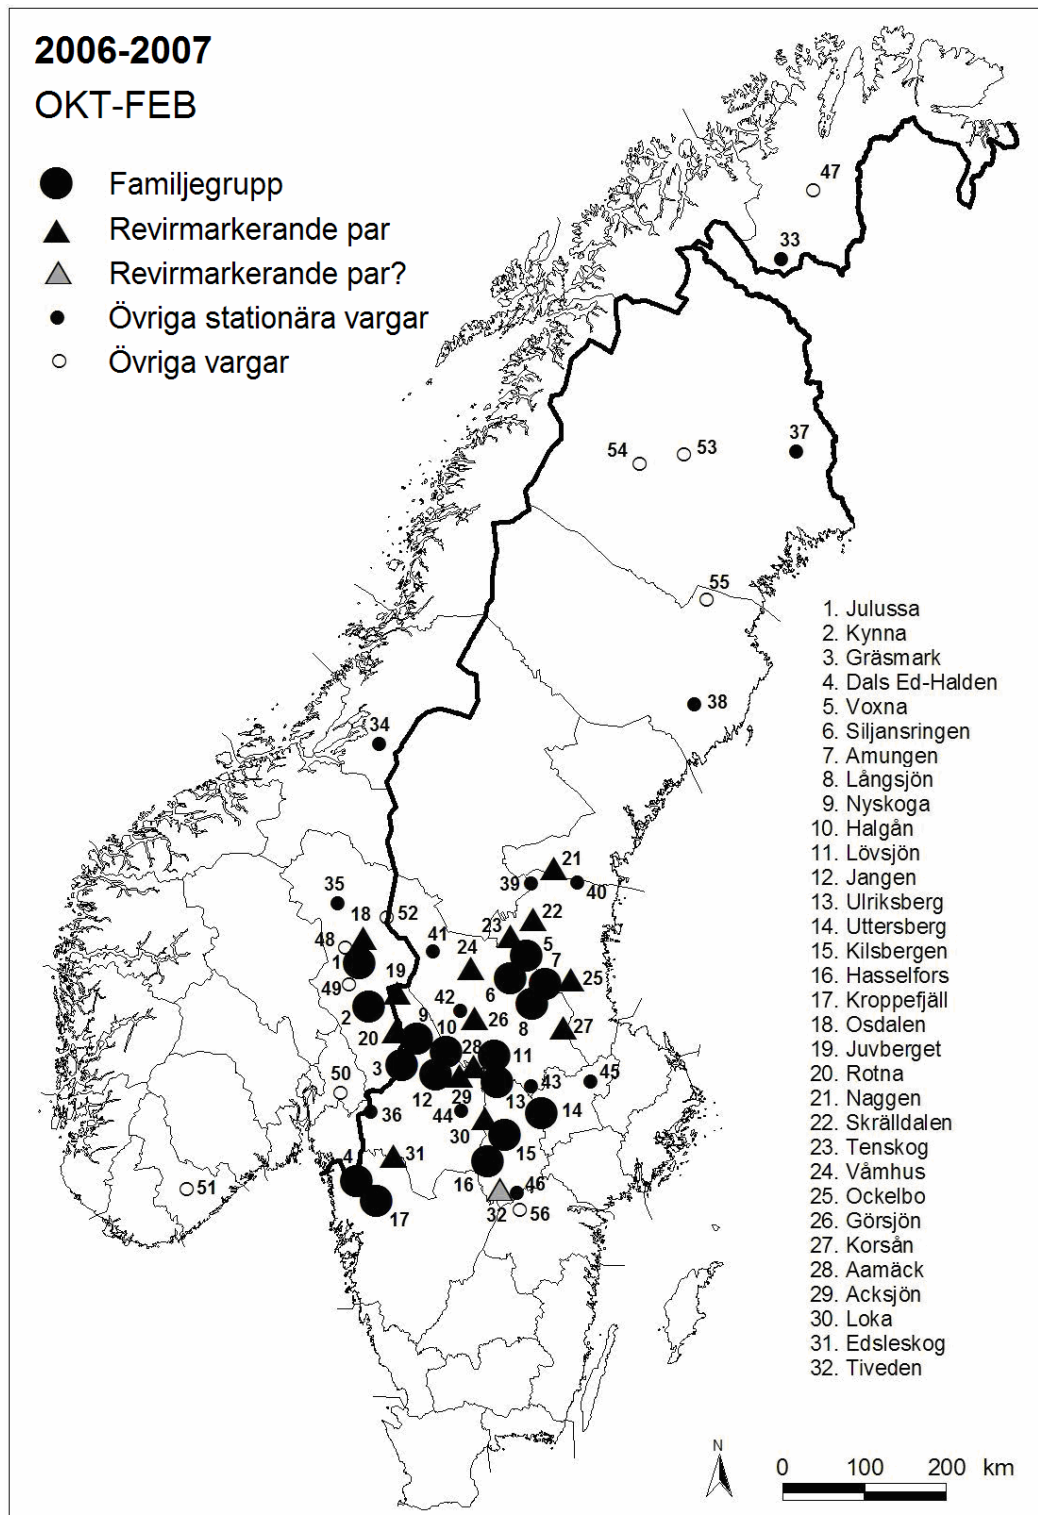 2006-2007
OKT-FEB
Familjegrupp
Revirmarkerande par
Revirmarkerande par?
Övriga stationära vargar
Övriga vargar
47
33
37
54
53
55
38
34
1. Julussa
2. Kynna
3. Gräsmark
4. Dals Ed-Halden
5. Voxna
6. Siljansringen
7. Amungen
8. Långsjön
9. Nyskoga
10. Halgån
11. Lövsjön
12. Jangen
13. Ulriksberg
14. Uttersberg
15. Kilsbergen
16. Hasselfors
17. Kroppefjäll
18. Osdalen
19. Juvberget
20. Rotna
21. Naggen
22. Skrälldalen
23. Tenskog
24. Våmhus
25. Ockelbo
26. Görsjön
27. Korsån
28. Aamäck
29. Acksjön
30. Loka
31. Edsleskog
32. Tiveden
21
39
40
35
18
52
22
23
48
41
5
1
24
7
19
49
6
25
42
2
9
26
8
27
20
10
28
11
3
50
12
29
13
43
45
36
44
14
30
4
31
15
51
16
46
17
32
56
N
0 100 200 km